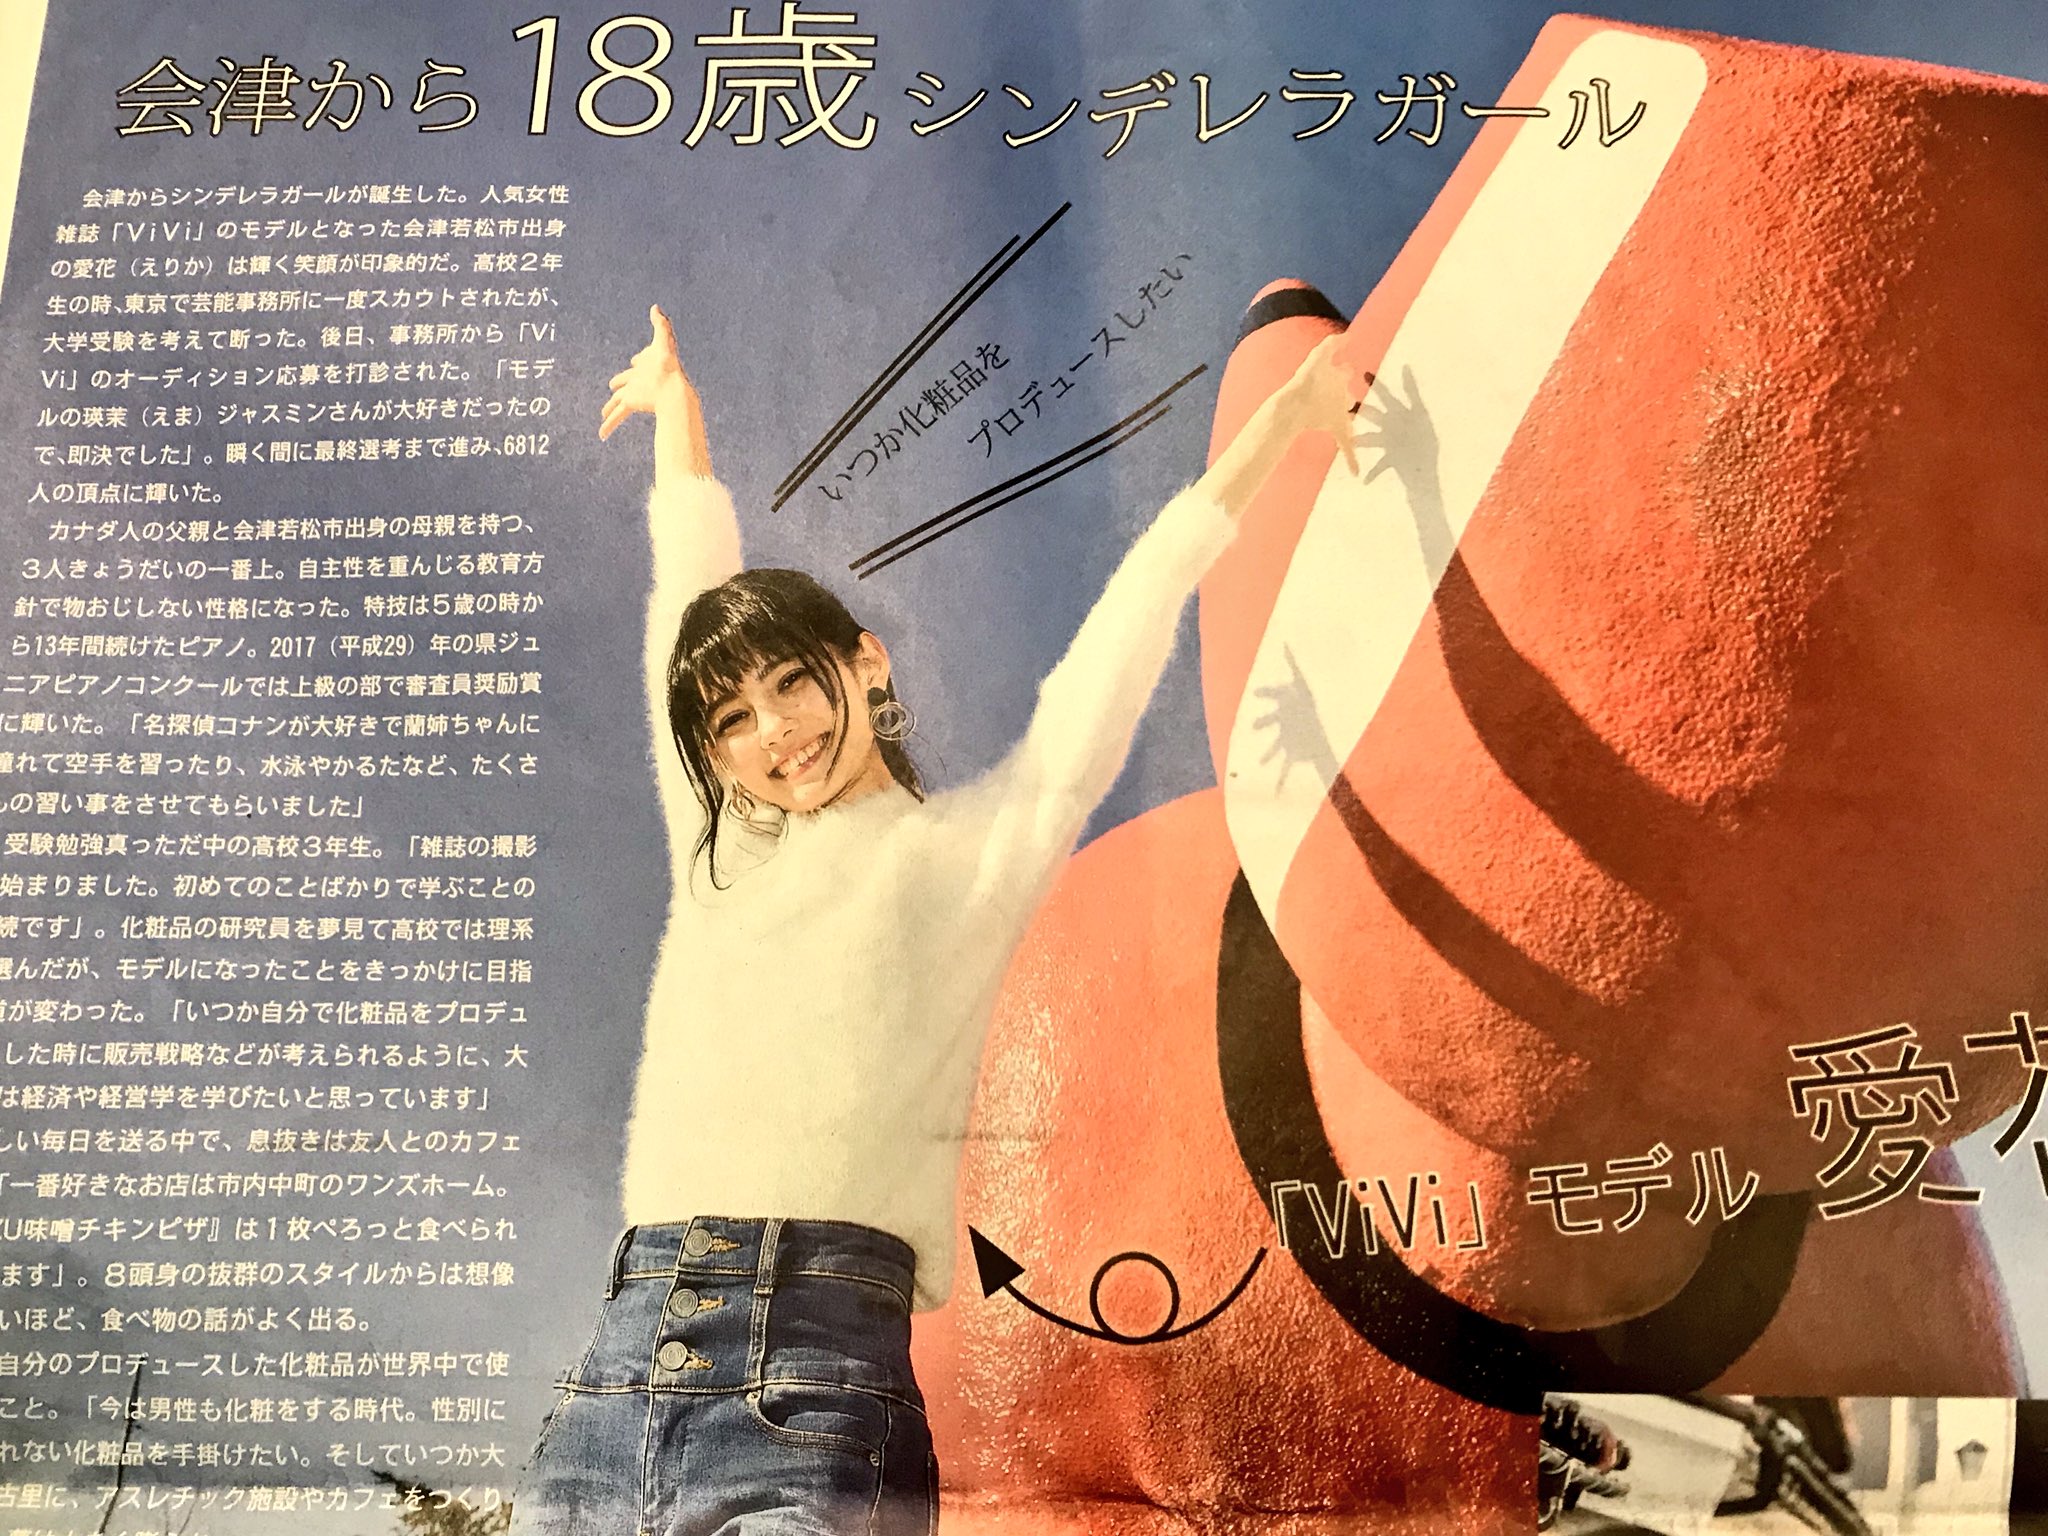 会津から18歳シンデレラガール
会津からシンデレラガールが誕生した。人気女性
雑誌「ViVi」のモデルとなった会津若松市出身
の愛花（えりか）は輝く笑顔が印象的だ。高校２年
生の時、東京で芸能事務所に一度スカウトされたが、
大学受験を考えて断った。後日、事務所から「Vi
Vi」のオーディション応募を打診された。「モデ
ルの瑛茉（えま）ジャスミンさんが大好きだったの
で、即決でした」。瞬く間に最終選考まで進み、6812
人の頂点に輝いた。
カナダ人の父親と会津若松市出身の母親を持つ、
３人きょうだいの一番上。自主性を重んじる教育方
針で物おじしない性格になった。特技は５歳の時か
ら13年間続けたピアノ。2017（平成29）年の県ジュ
ニアピアノコンクールでは上級の部で審査員奨励賞
に輝いた。「名探偵コナンが大好きで蘭姉ちゃんに
憧れて空手を習ったり、水泳やかるたなど、たくさ
んの習い事をさせてもらいました」
受験勉強真っただ中の高校３年生。「雑誌の撮影
始まりました。初めてのことばかりで学ぶことの
続です」。化粧品の研究員を夢見て高校では理系
選んだが、モデルになったことをきっかけに目指
道が変わった。「いつか自分で化粧品をプロデュ
した時に販売戦略などが考えられるように、大
は経済や経営学を学びたいと思っています」
しい毎日を送る中で、息抜きは友人とのカフェ
「一番好きなお店は市内中町のワンズホーム。
ZU味噌チキンピザ』は１枚ぺろっと食べられ
ます」。８頭身の抜群のスタイルからは想像
いほど、食べ物の話がよく出る。
自分のプロデュースした化粧品が世界中で使
こと。「今は男性も化粧をする時代。性別に
れない化粧品を手掛けたい。そしていつか大
古里に、アスレチック施設やカフェをつくり
いつか化粧品を
プロデュースしたい
「ViVi」モデル 愛花